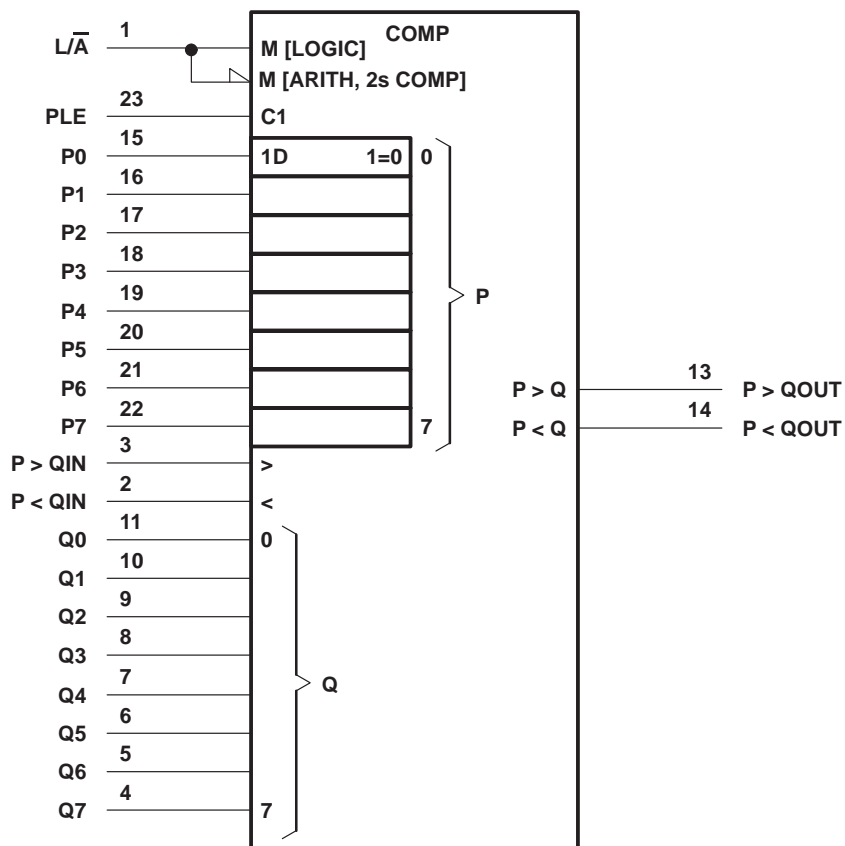 COMP
L/A̅ 1 M [LOGIC]
M [ARITH, 2s COMP]
PLE 23 C1
P0 15 1D 1=0 0
P1 16
P2 17
P3 18
P4 19
P
P5 20
P6 21
P > Q 13 P > QOUT
P7 22 7
P < Q 14 P < QOUT
P > QIN 3 >
P < QIN 2 <
Q0 11 0
Q1 10
Q2 9
Q3 8
Q4 7
Q
Q5 6
Q6 5
Q7 4 7